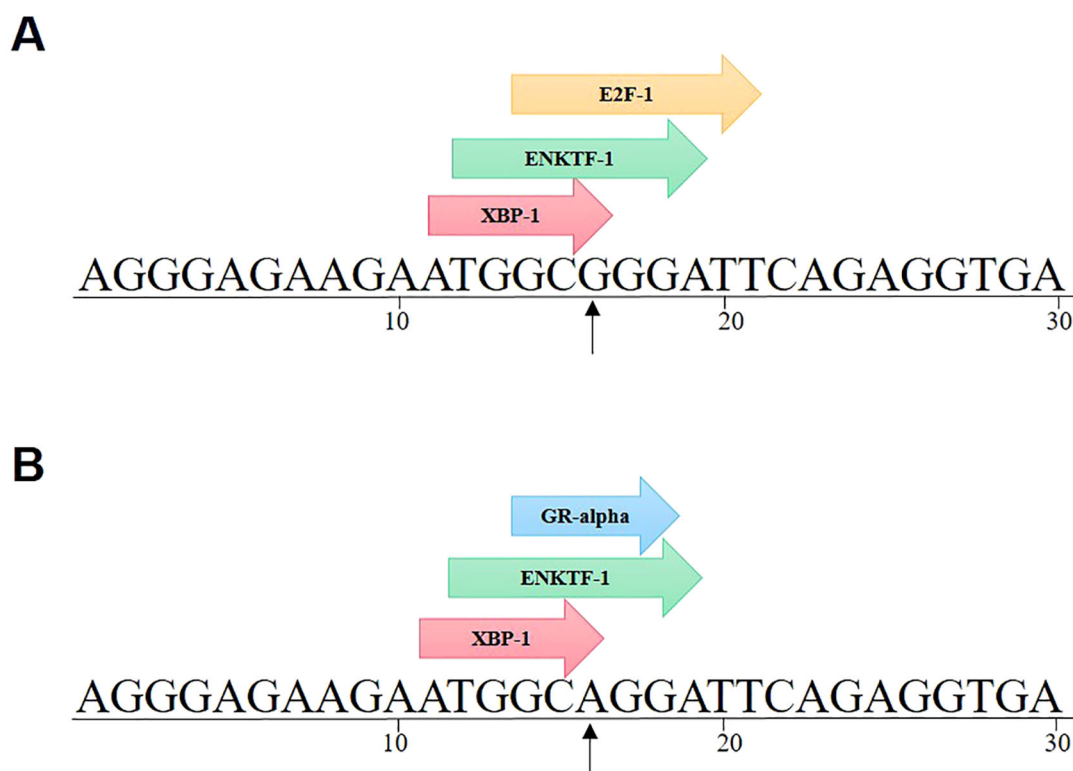 A
E2F-1
ENKTF-1
XBP-1
AGGGAGAAGAATGGCGGGATTCAGAGGTGA
10 20 30
B
GR-alpha
ENKTF-1
XBP-1
AGGGAGAAGAATGGCAGGATTCAGAGGTGA
10 20 30